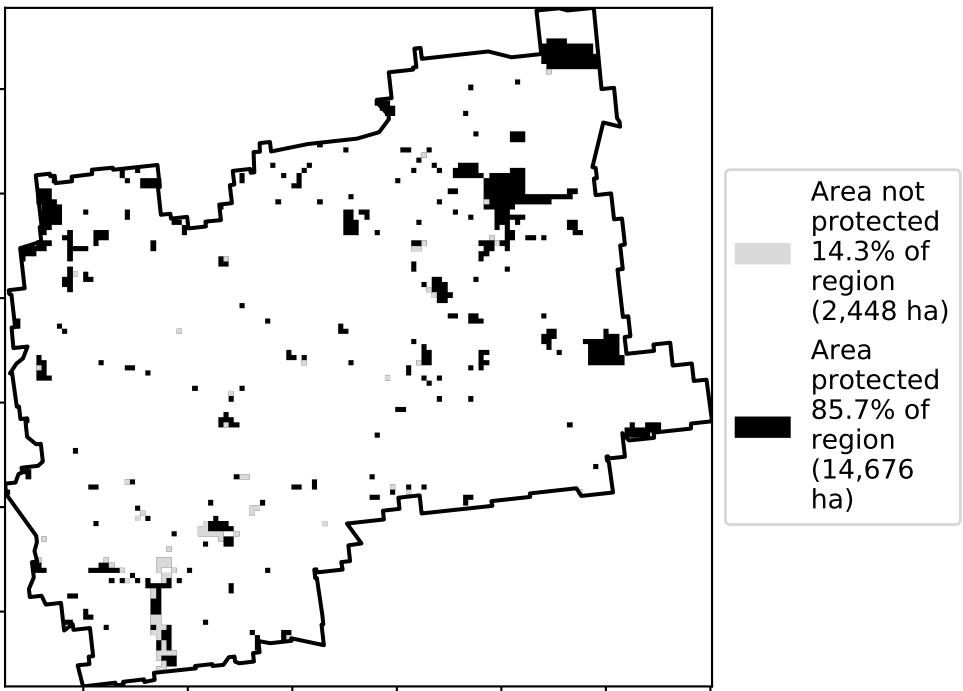 Area not
protected
14.3% of
region
(2,448 ha)
Area
protected
85.7% of
region
(14,676
ha)